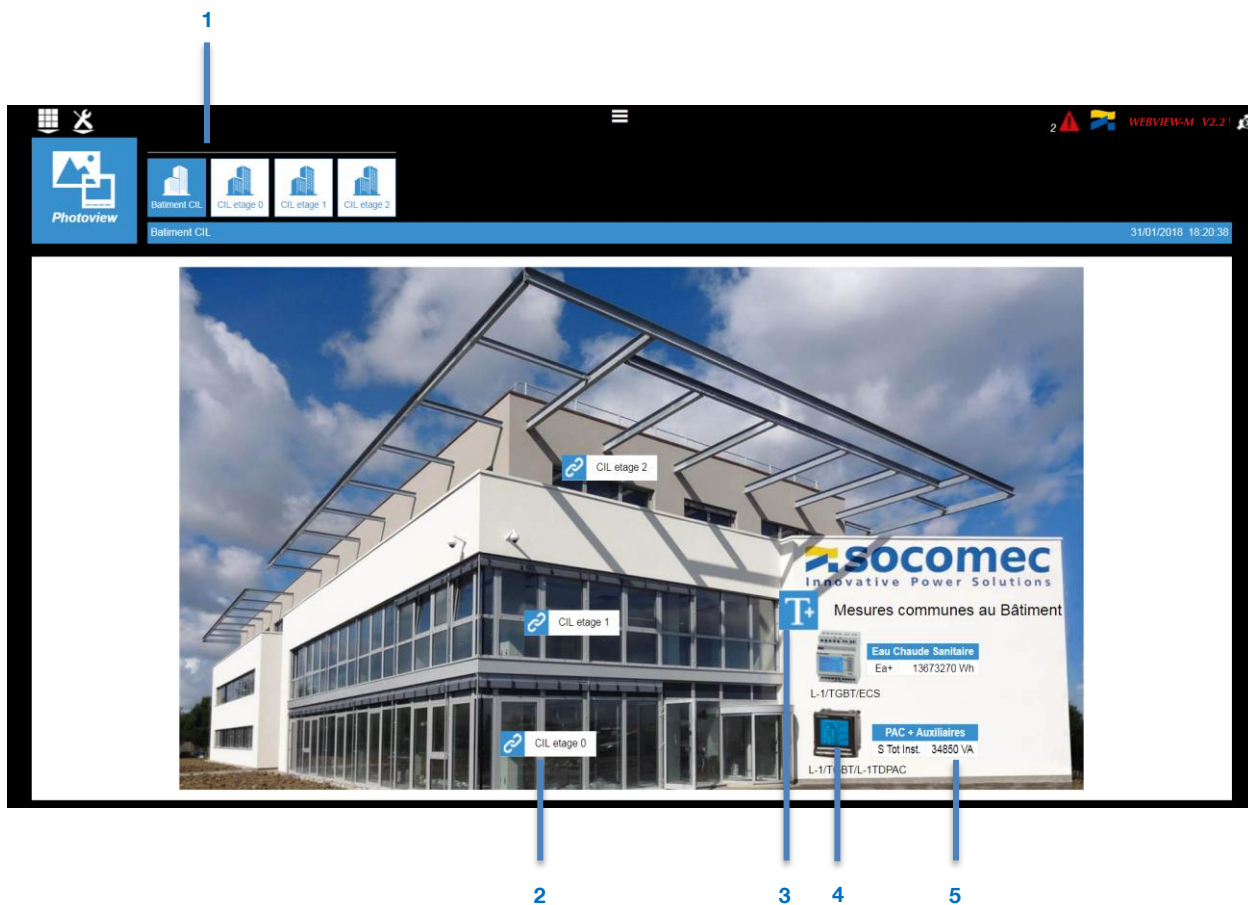 1
2
WEBVIEW-M V2.2
Photoview
Batiment CIL
CIL etage 0
CIL etage 1
CIL etage 2
Batiment CIL
31/01/2018 18:20:38
CIL etage 2
socomec
Innovative Power Solutions
T+
Mesures communes au Bâtiment
CIL etage 1
Eau Chaude Sanitaire
Ea+ 13673270 Wh
L-1/TGBT/ECS
PAC + Auxiliaires
S Tot Inst. 34850 VA
CIL etage 0
L-1/TGBT/L-1TDPAC
2
3
4
5